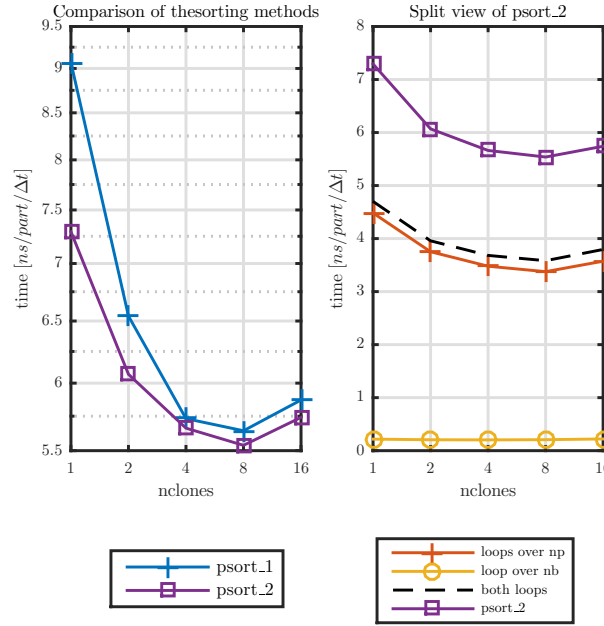 Comparison of thesorting methods
9.5
9
8.5
8
7.5
7
6.5
6
5.5
time [ns/part/Δt]
1 2 4 8 16
nclones
psort_1
psort_2
Split view of psort_2
8
7
6
5
4
3
2
1
0
time [ns/part/Δt]
1 2 4 8 16
nclones
loops over np
loop over nb
both loops
psort_2